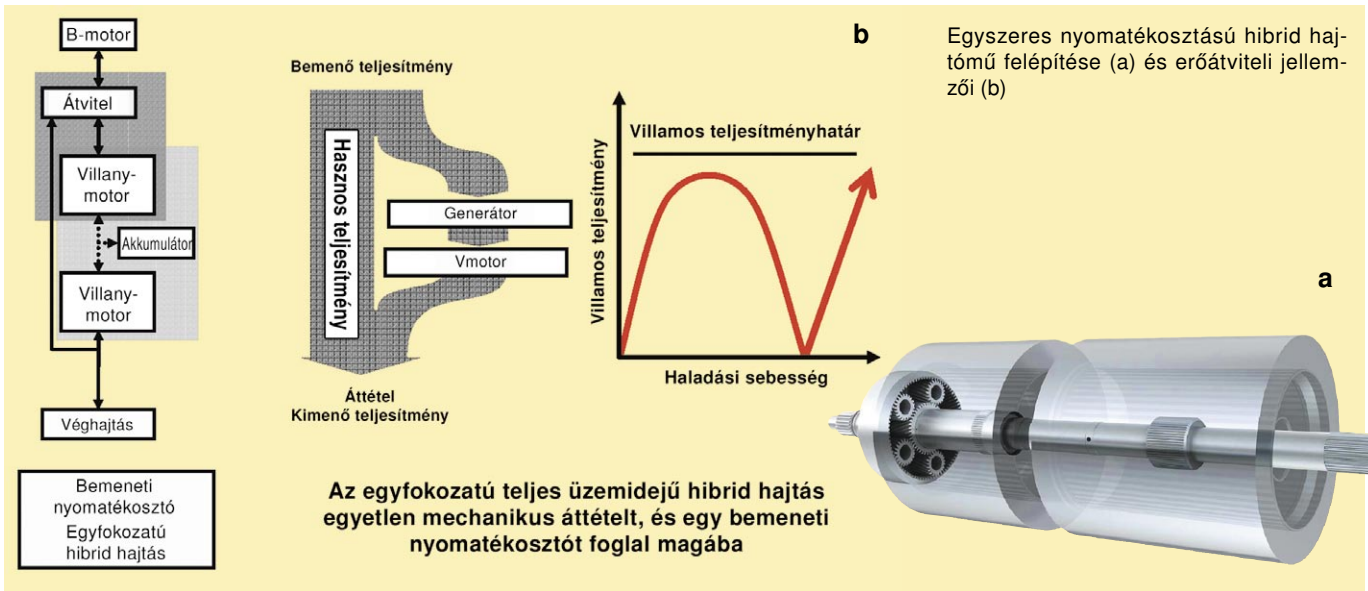 B-motor
Átvitel
Villany-
motor
Akkumulátor
Villany-
motor
Véghajtás
Bemeneti
nyomatékosztó
Egyfokozatú
hibrid hajtás
Bemenő teljesítmény
Hasznos teljesítmény
Generátor
Vmotor
Áttétel
Kimenő teljesítmény
b
Villamos teljesítményhatár
Villamos teljesítmény
Haladási sebesség
Az egyfokozatú teljes üzemidejű hibrid hajtás
egyetlen mechanikus áttételt, és egy bemeneti
nyomatékosztót foglal magába
Egyszeres nyomatékosztású hibrid haj-
tómű felépítése (a) és erőátviteli jellem-
zői (b)
a